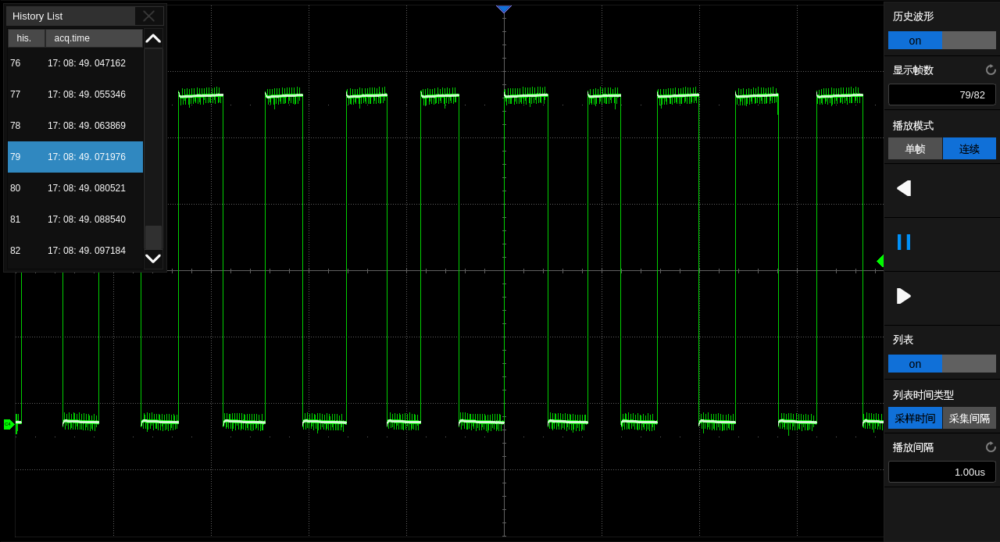 History List
his. acq.time
76 17: 08: 49. 047162
77 17: 08: 49. 055346
78 17: 08: 49. 063869
79 17: 08: 49. 071976
80 17: 08: 49. 080521
81 17: 08: 49. 088540
82 17: 08: 49. 097184
历史波形
on
显示帧数
79/82
播放模式
单帧 连续
列表
on
列表时间类型
采样时间 采集间隔
播放间隔
1.00us